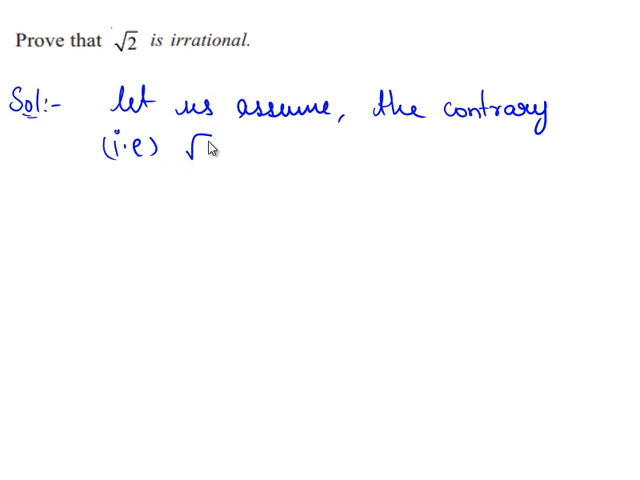 Prove that √2 is irrational.
Sol:- let us assume, the contrary
(i.e) √